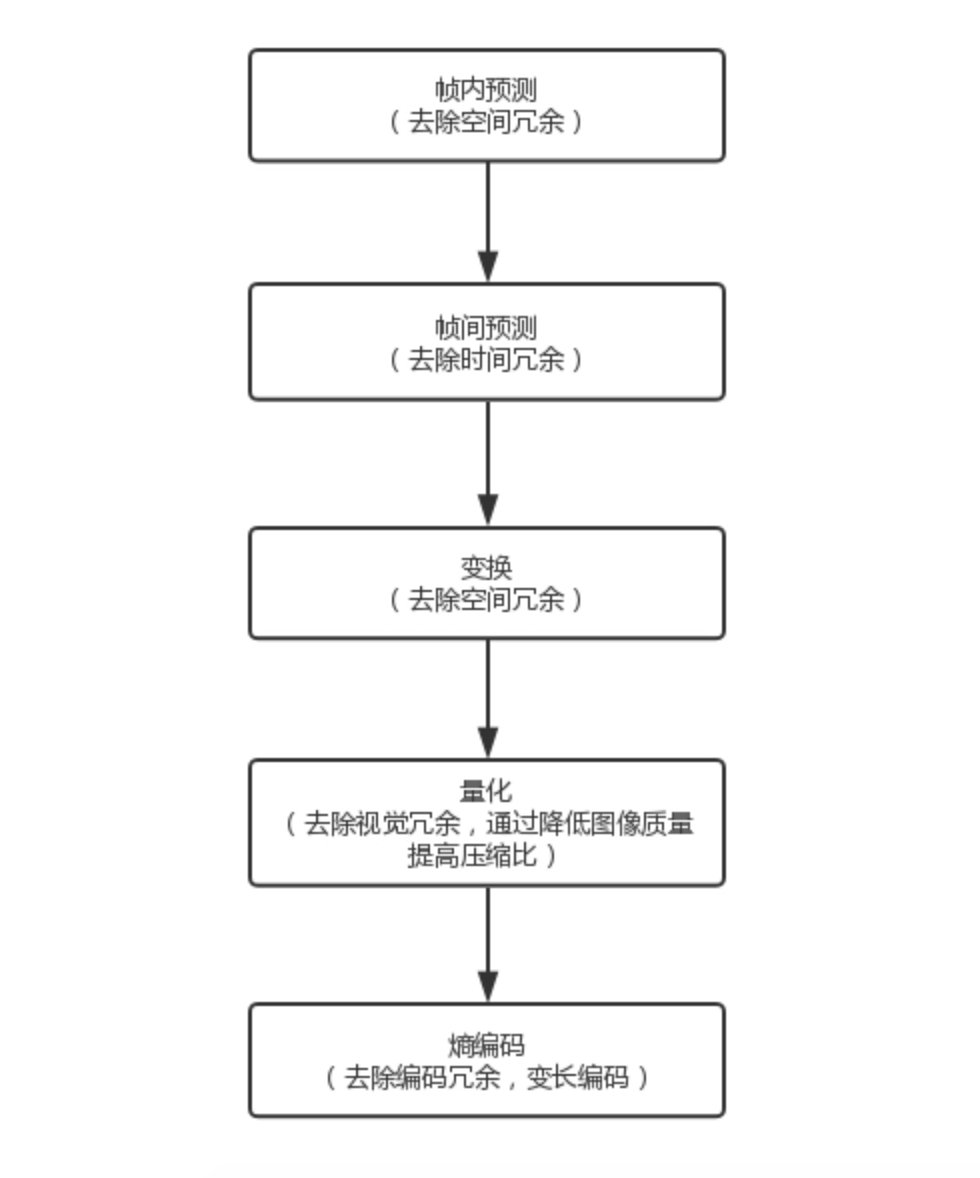 帧内预测
（去除空间冗余）
帧间预测
（去除时间冗余）
变换
（去除空间冗余）
量化
（去除视觉冗余，通过降低图像质量
提高压缩比）
熵编码
（去除编码冗余，变长编码）